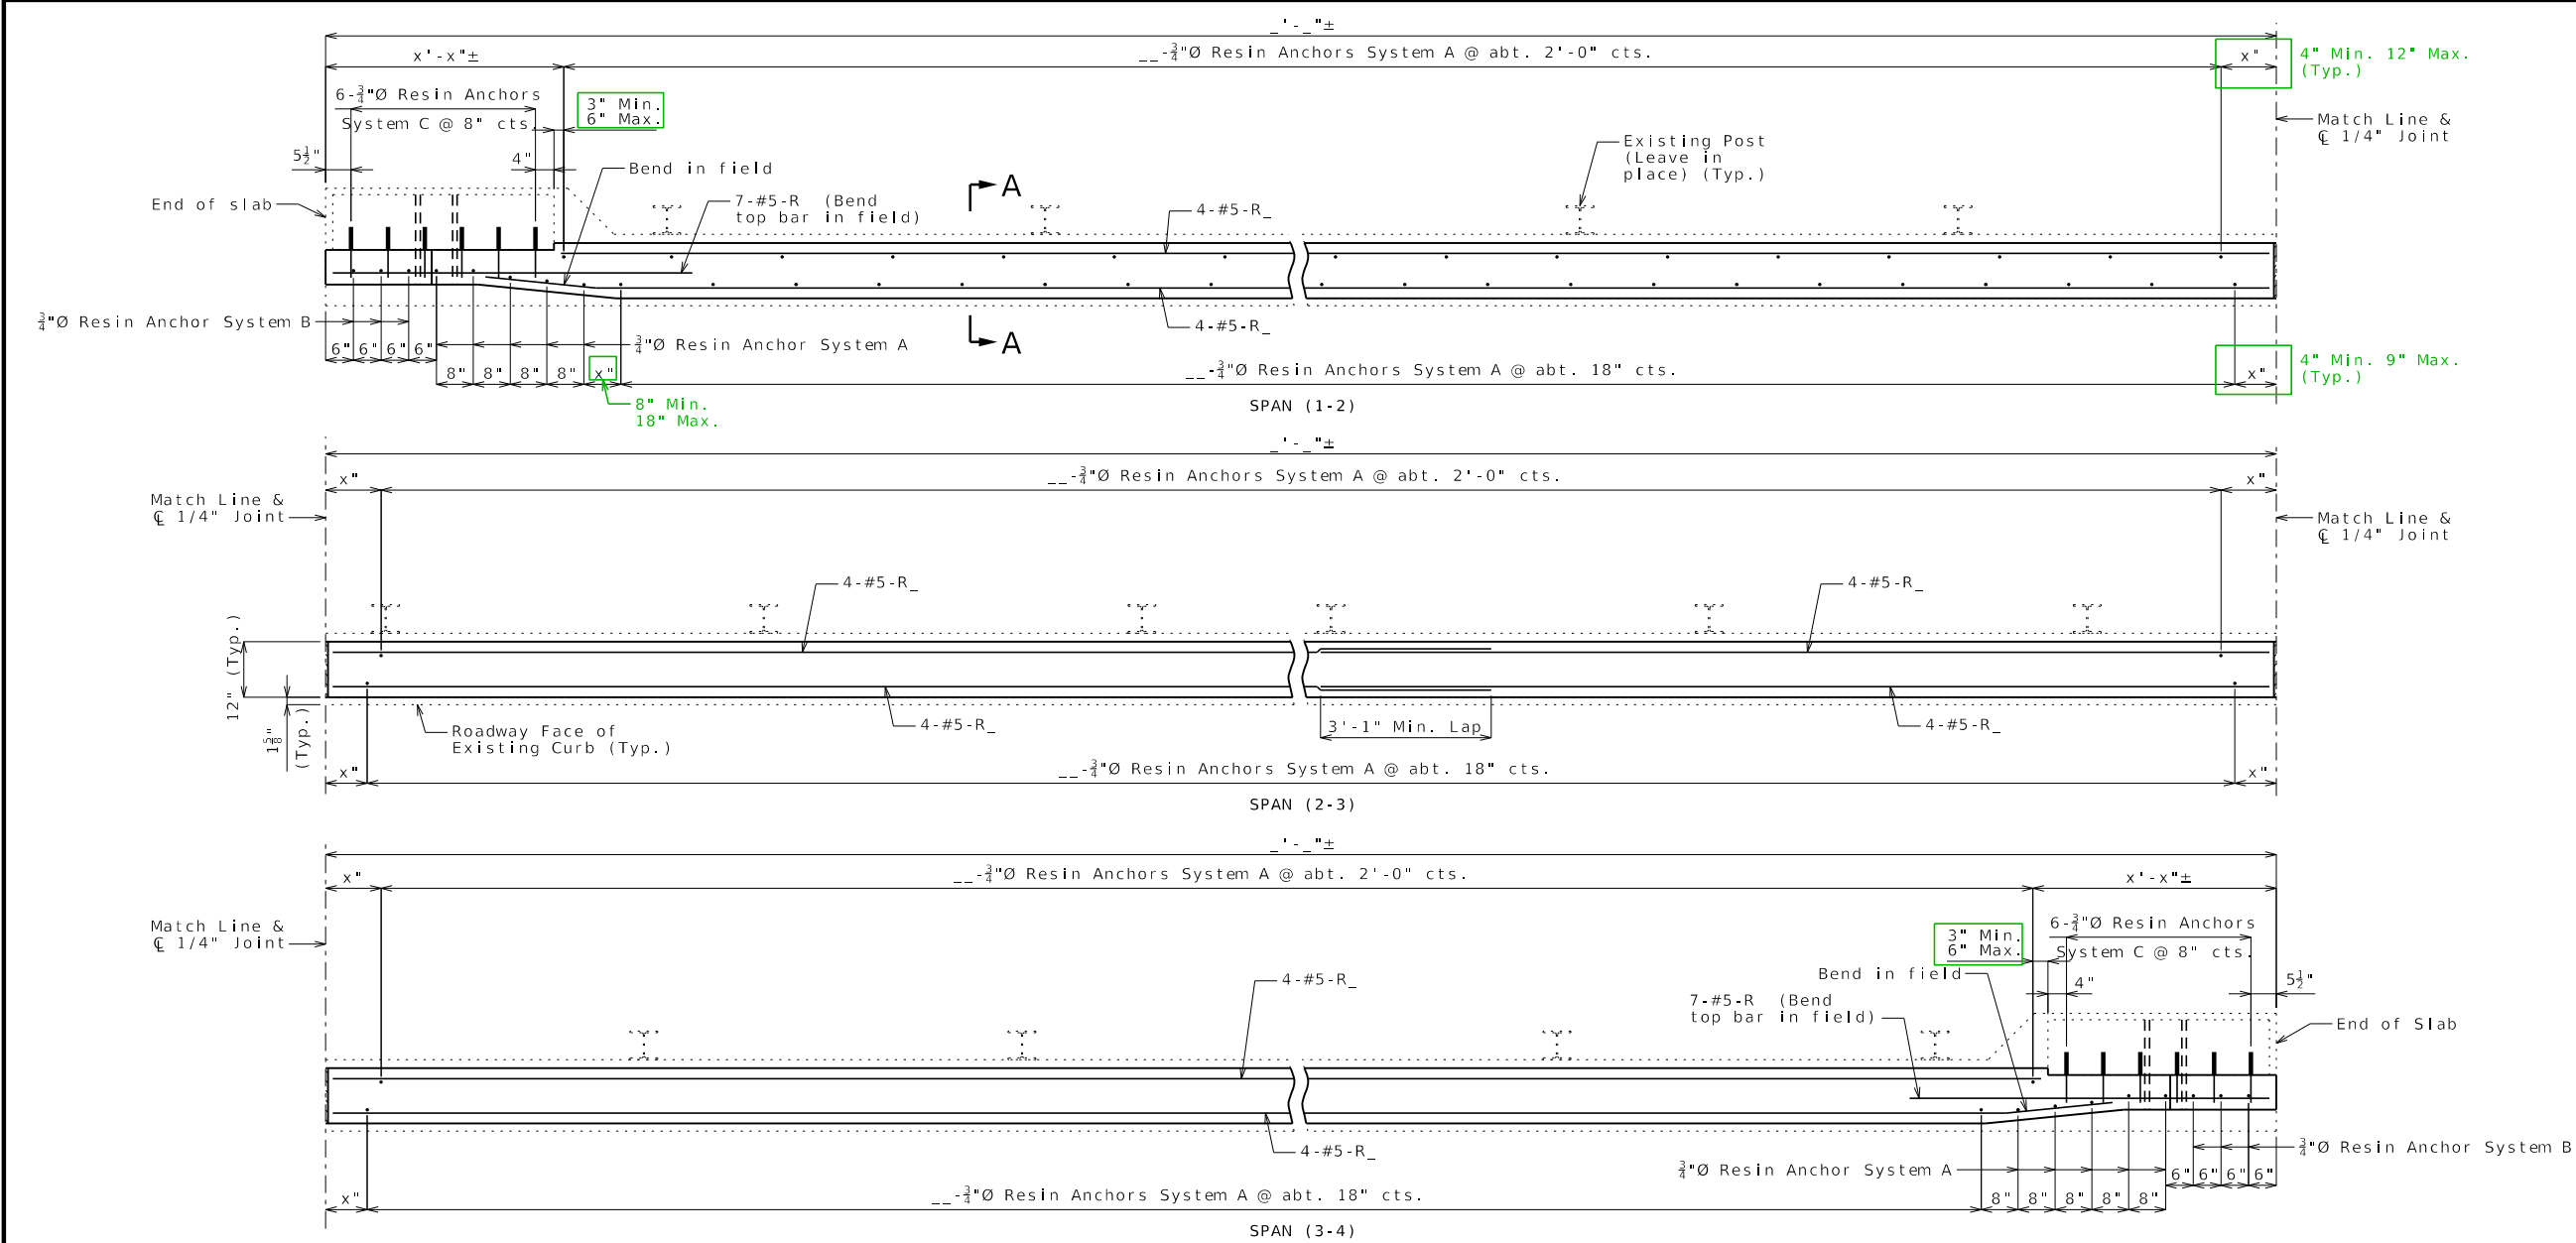 _'-_"±
x'-x"±
__-¾"Ø Resin Anchors System A @ abt. 2'-0" cts.
x"
4" Min. 12" Max.
(Typ.)
6-¾"Ø Resin Anchors
System C @ 8" cts.
3" Min.
6" Max.
Match Line &
℄ 1/4" Joint
5½"
4"
Bend in field
Existing Post
(Leave in
place) (Typ.)
End of slab
7-#5-R (Bend
top bar in field)
A
4-#5-R_
¾"Ø Resin Anchor System B
4-#5-R_
A
6" 6" 6" 6"
¾"Ø Resin Anchor System A
8" 8" 8" 8" x"
__-¾"Ø Resin Anchors System A @ abt. 18" cts.
x"
4" Min. 9" Max.
(Typ.)
8" Min.
18" Max.
SPAN (1-2)
_'-_"±
x"
__-¾"Ø Resin Anchors System A @ abt. 2'-0" cts.
x"
Match Line &
℄ 1/4" Joint
Match Line &
℄ 1/4" Joint
4-#5-R_
4-#5-R_
12" (Typ.)
1⅝"
(Typ.)
Roadway Face of
Existing Curb (Typ.)
4-#5-R_
3'-1" Min. Lap
4-#5-R_
x"
__-¾"Ø Resin Anchors System A @ abt. 18" cts.
x"
SPAN (2-3)
_'-_"±
x"
__-¾"Ø Resin Anchors System A @ abt. 2'-0" cts.
x'-x"±
Match Line &
℄ 1/4" Joint
3" Min.
6" Max.
6-¾"Ø Resin Anchors
System C @ 8" cts.
4-#5-R_
Bend in field
4"
5½"
7-#5-R (Bend
top bar in field)
End of Slab
4-#5-R_
¾"Ø Resin Anchor System B
¾"Ø Resin Anchor System A
6" 6" 6" 6"
x"
__-¾"Ø Resin Anchors System A @ abt. 18" cts.
8" 8" 8" 8" 8"
SPAN (3-4)